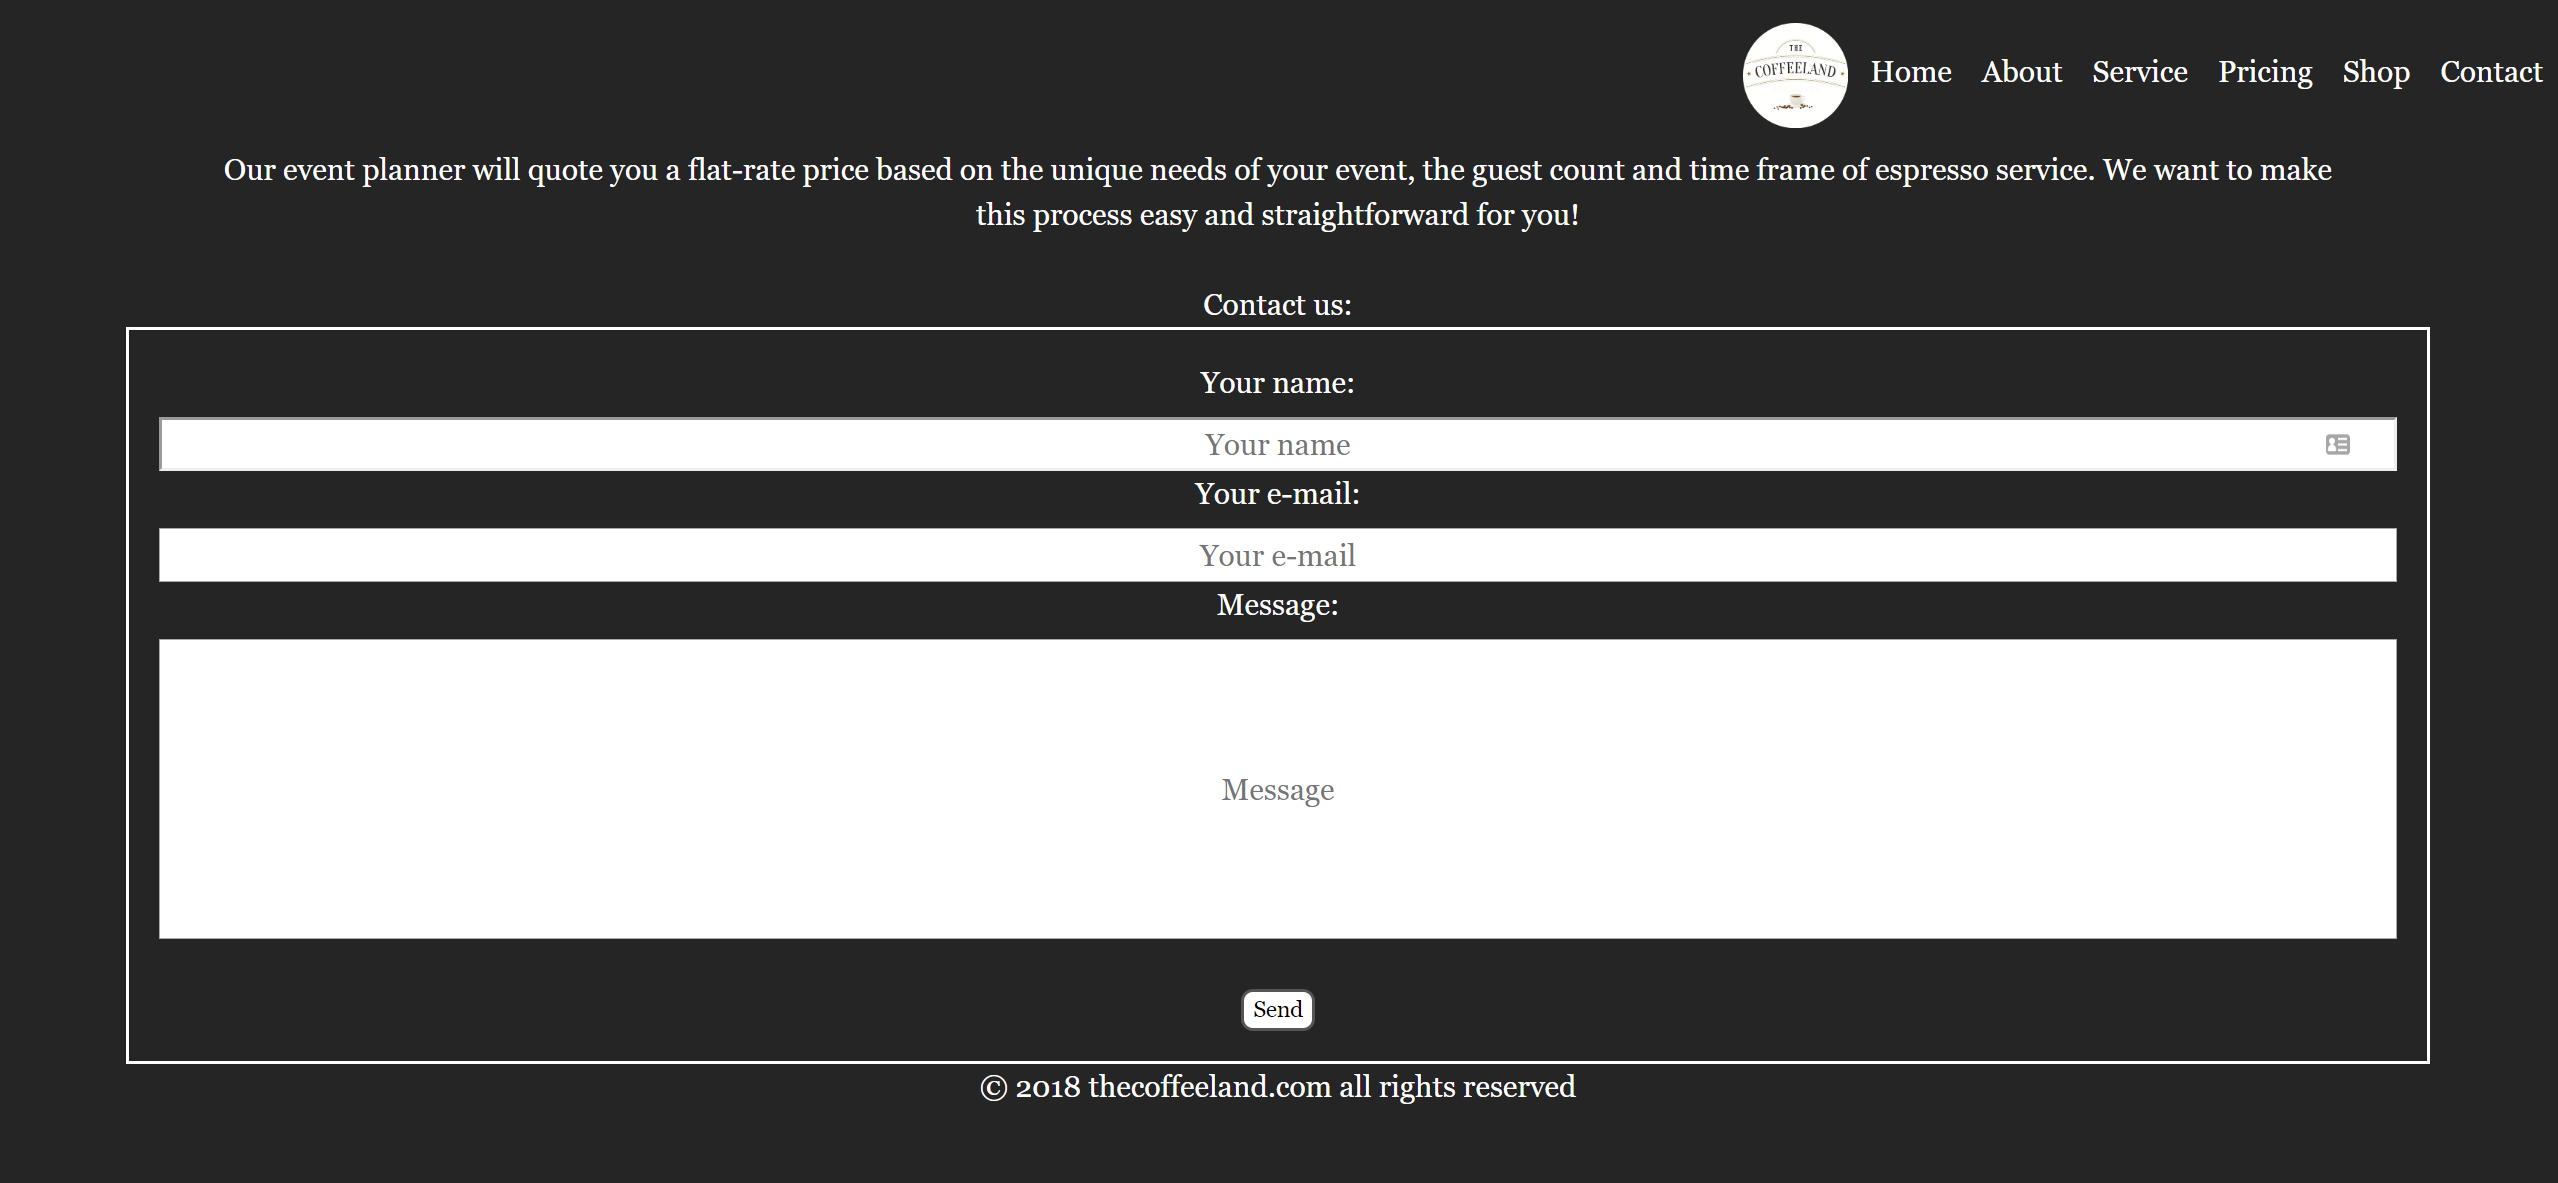 THE
COFFEELAND
Home About Service Pricing Shop Contact
Our event planner will quote you a flat-rate price based on the unique needs of your event, the guest count and time frame of espresso service. We want to make
this process easy and straightforward for you!
Contact us:
Your name:
Your name
Your e-mail:
Your e-mail
Message:
Message
Send
© 2018 thecoffeeland.com all rights reserved